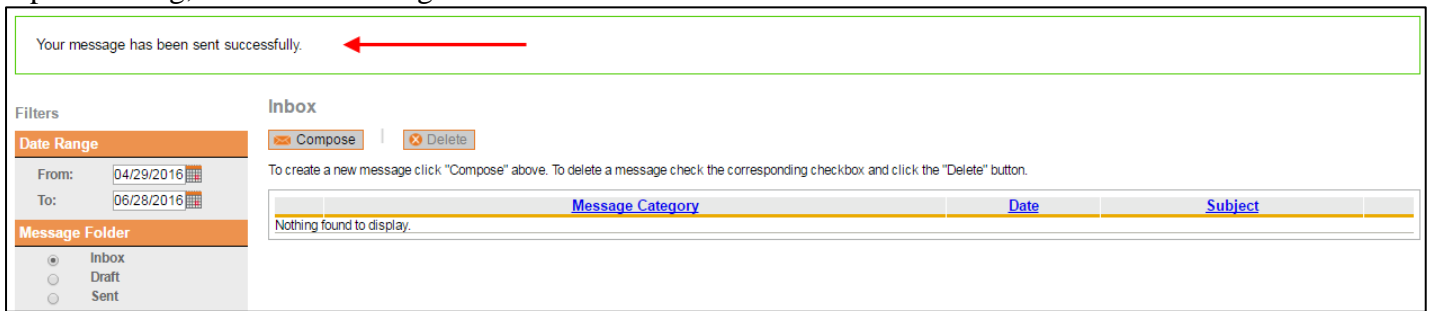 Your message has been sent successfully.
Filters
Date Range
From: 04/29/2016
To: 06/28/2016
Message Folder
Inbox
Draft
Sent
Inbox
Compose | Delete
To create a new message click "Compose" above. To delete a message check the corresponding checkbox and click the "Delete" button.
Message Category Date Subject
Nothing found to display.